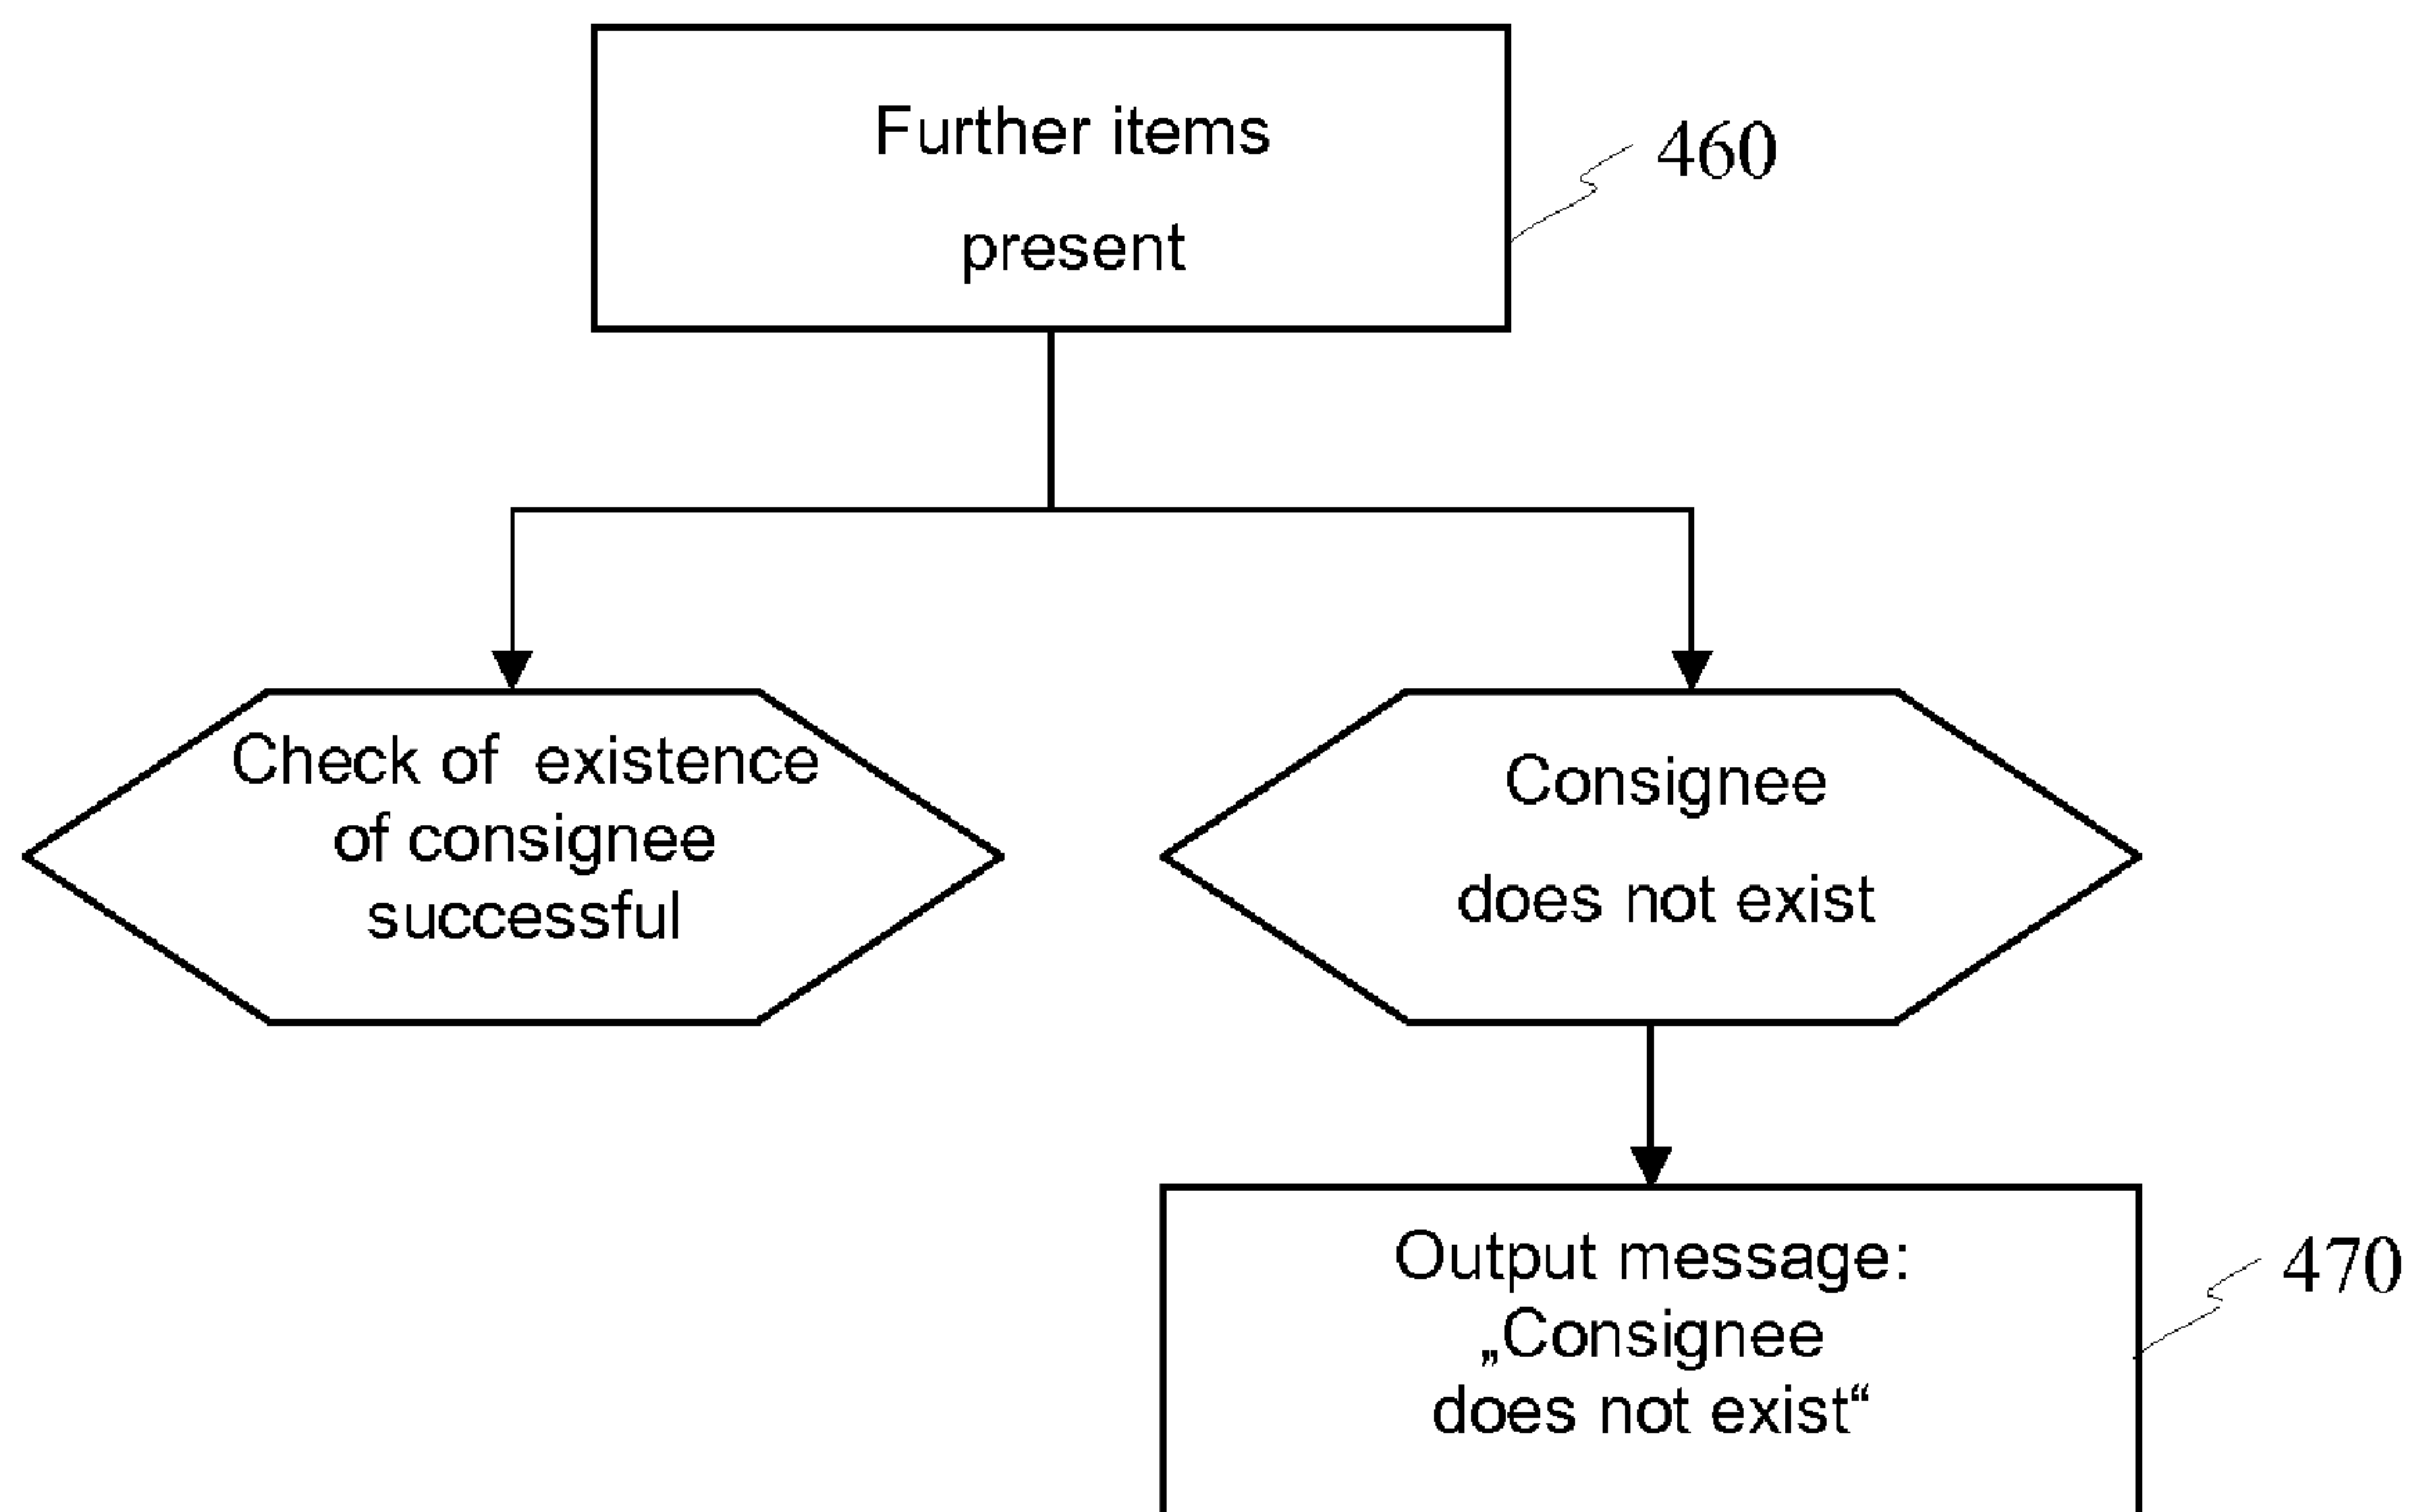 Further items
present
460
Check of existence
of consignee
successful
Consignee
does not exist
Output message:
„Consignee
does not exist“
470